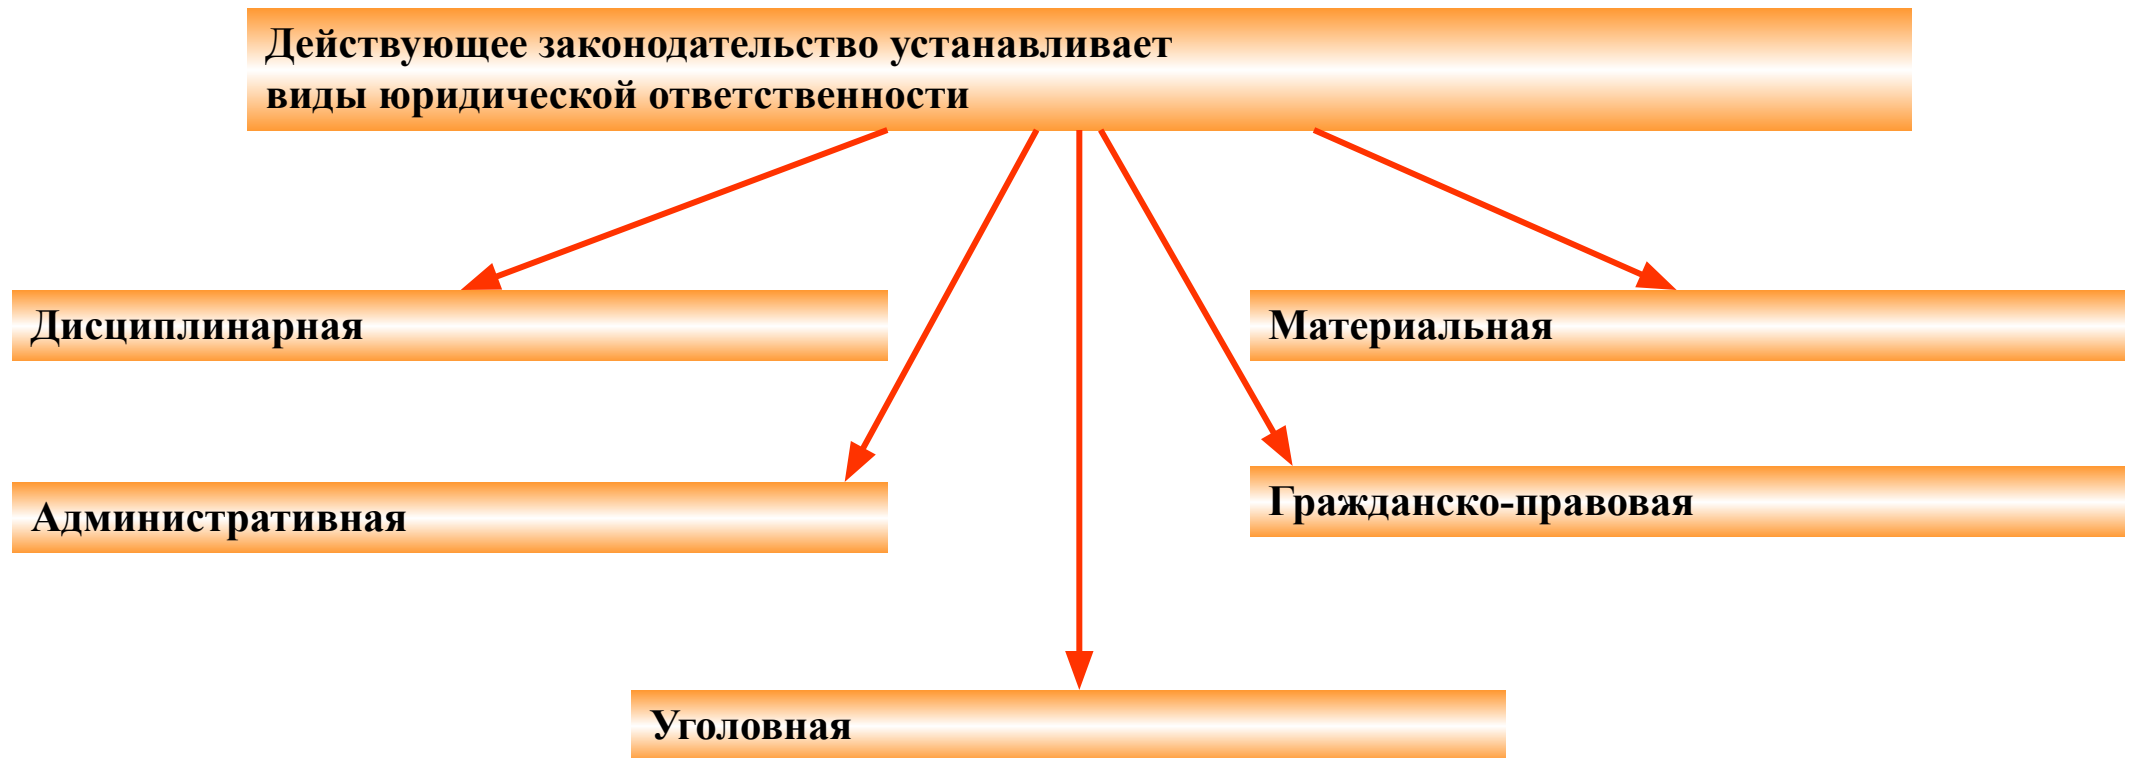 Действующее законодательство устанавливает
виды юридической ответственности
Дисциплинарная
Материальная
Административная
Гражданско-правовая
Уголовная